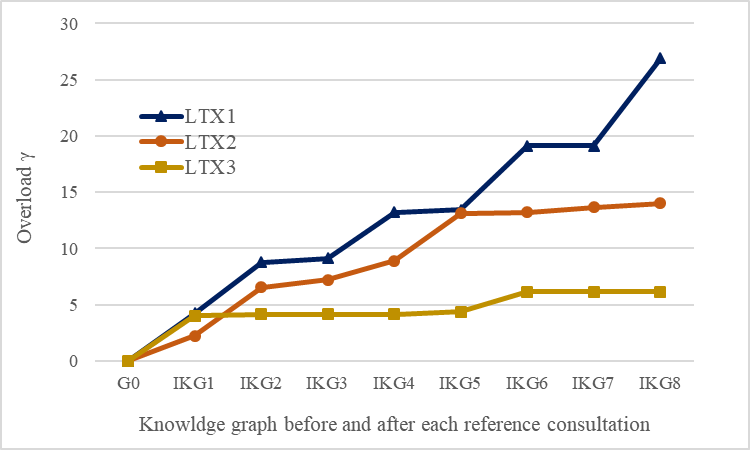 30
25
20
15
10
5
0
Overload γ
LTX1
LTX2
LTX3
G0 IKG1 IKG2 IKG3 IKG4 IKG5 IKG6 IKG7 IKG8
Knowldge graph before and after each reference consultation